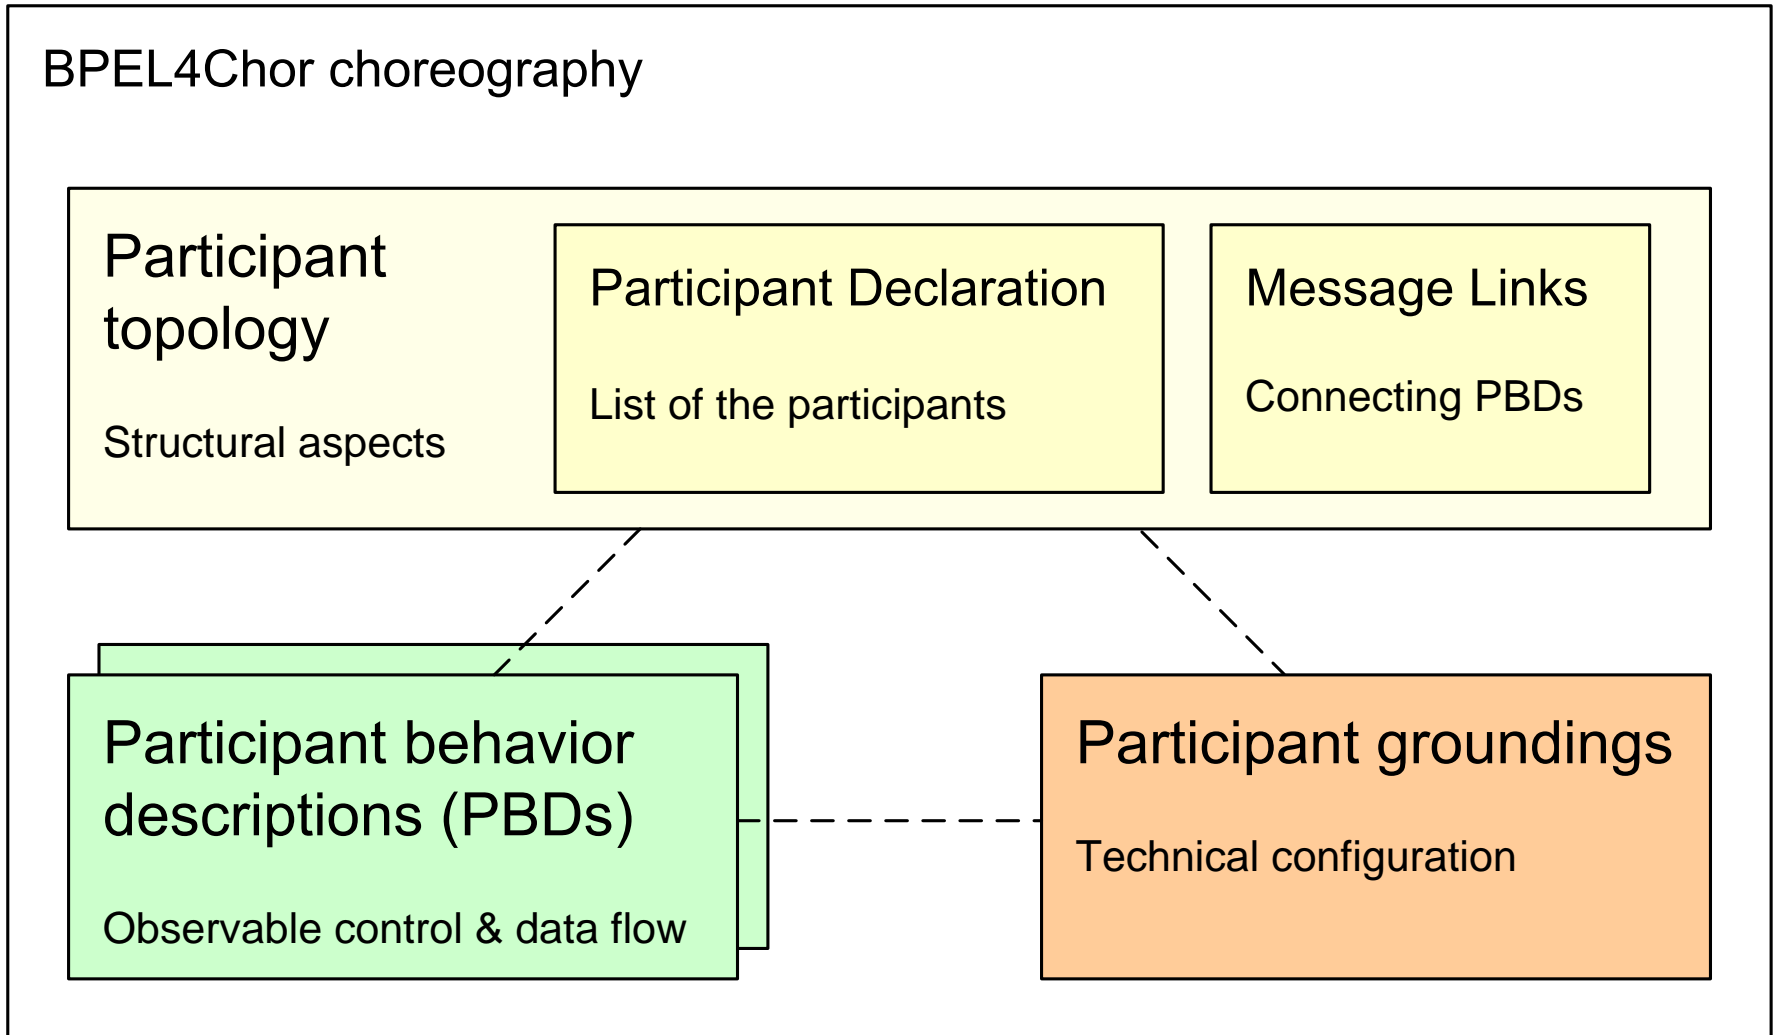 BPEL4Chor choreography
Participant
topology
Structural aspects
Participant Declaration
List of the participants
Message Links
Connecting PBDs
Participant behavior
descriptions (PBDs)
Observable control & data flow
Participant groundings
Technical configuration